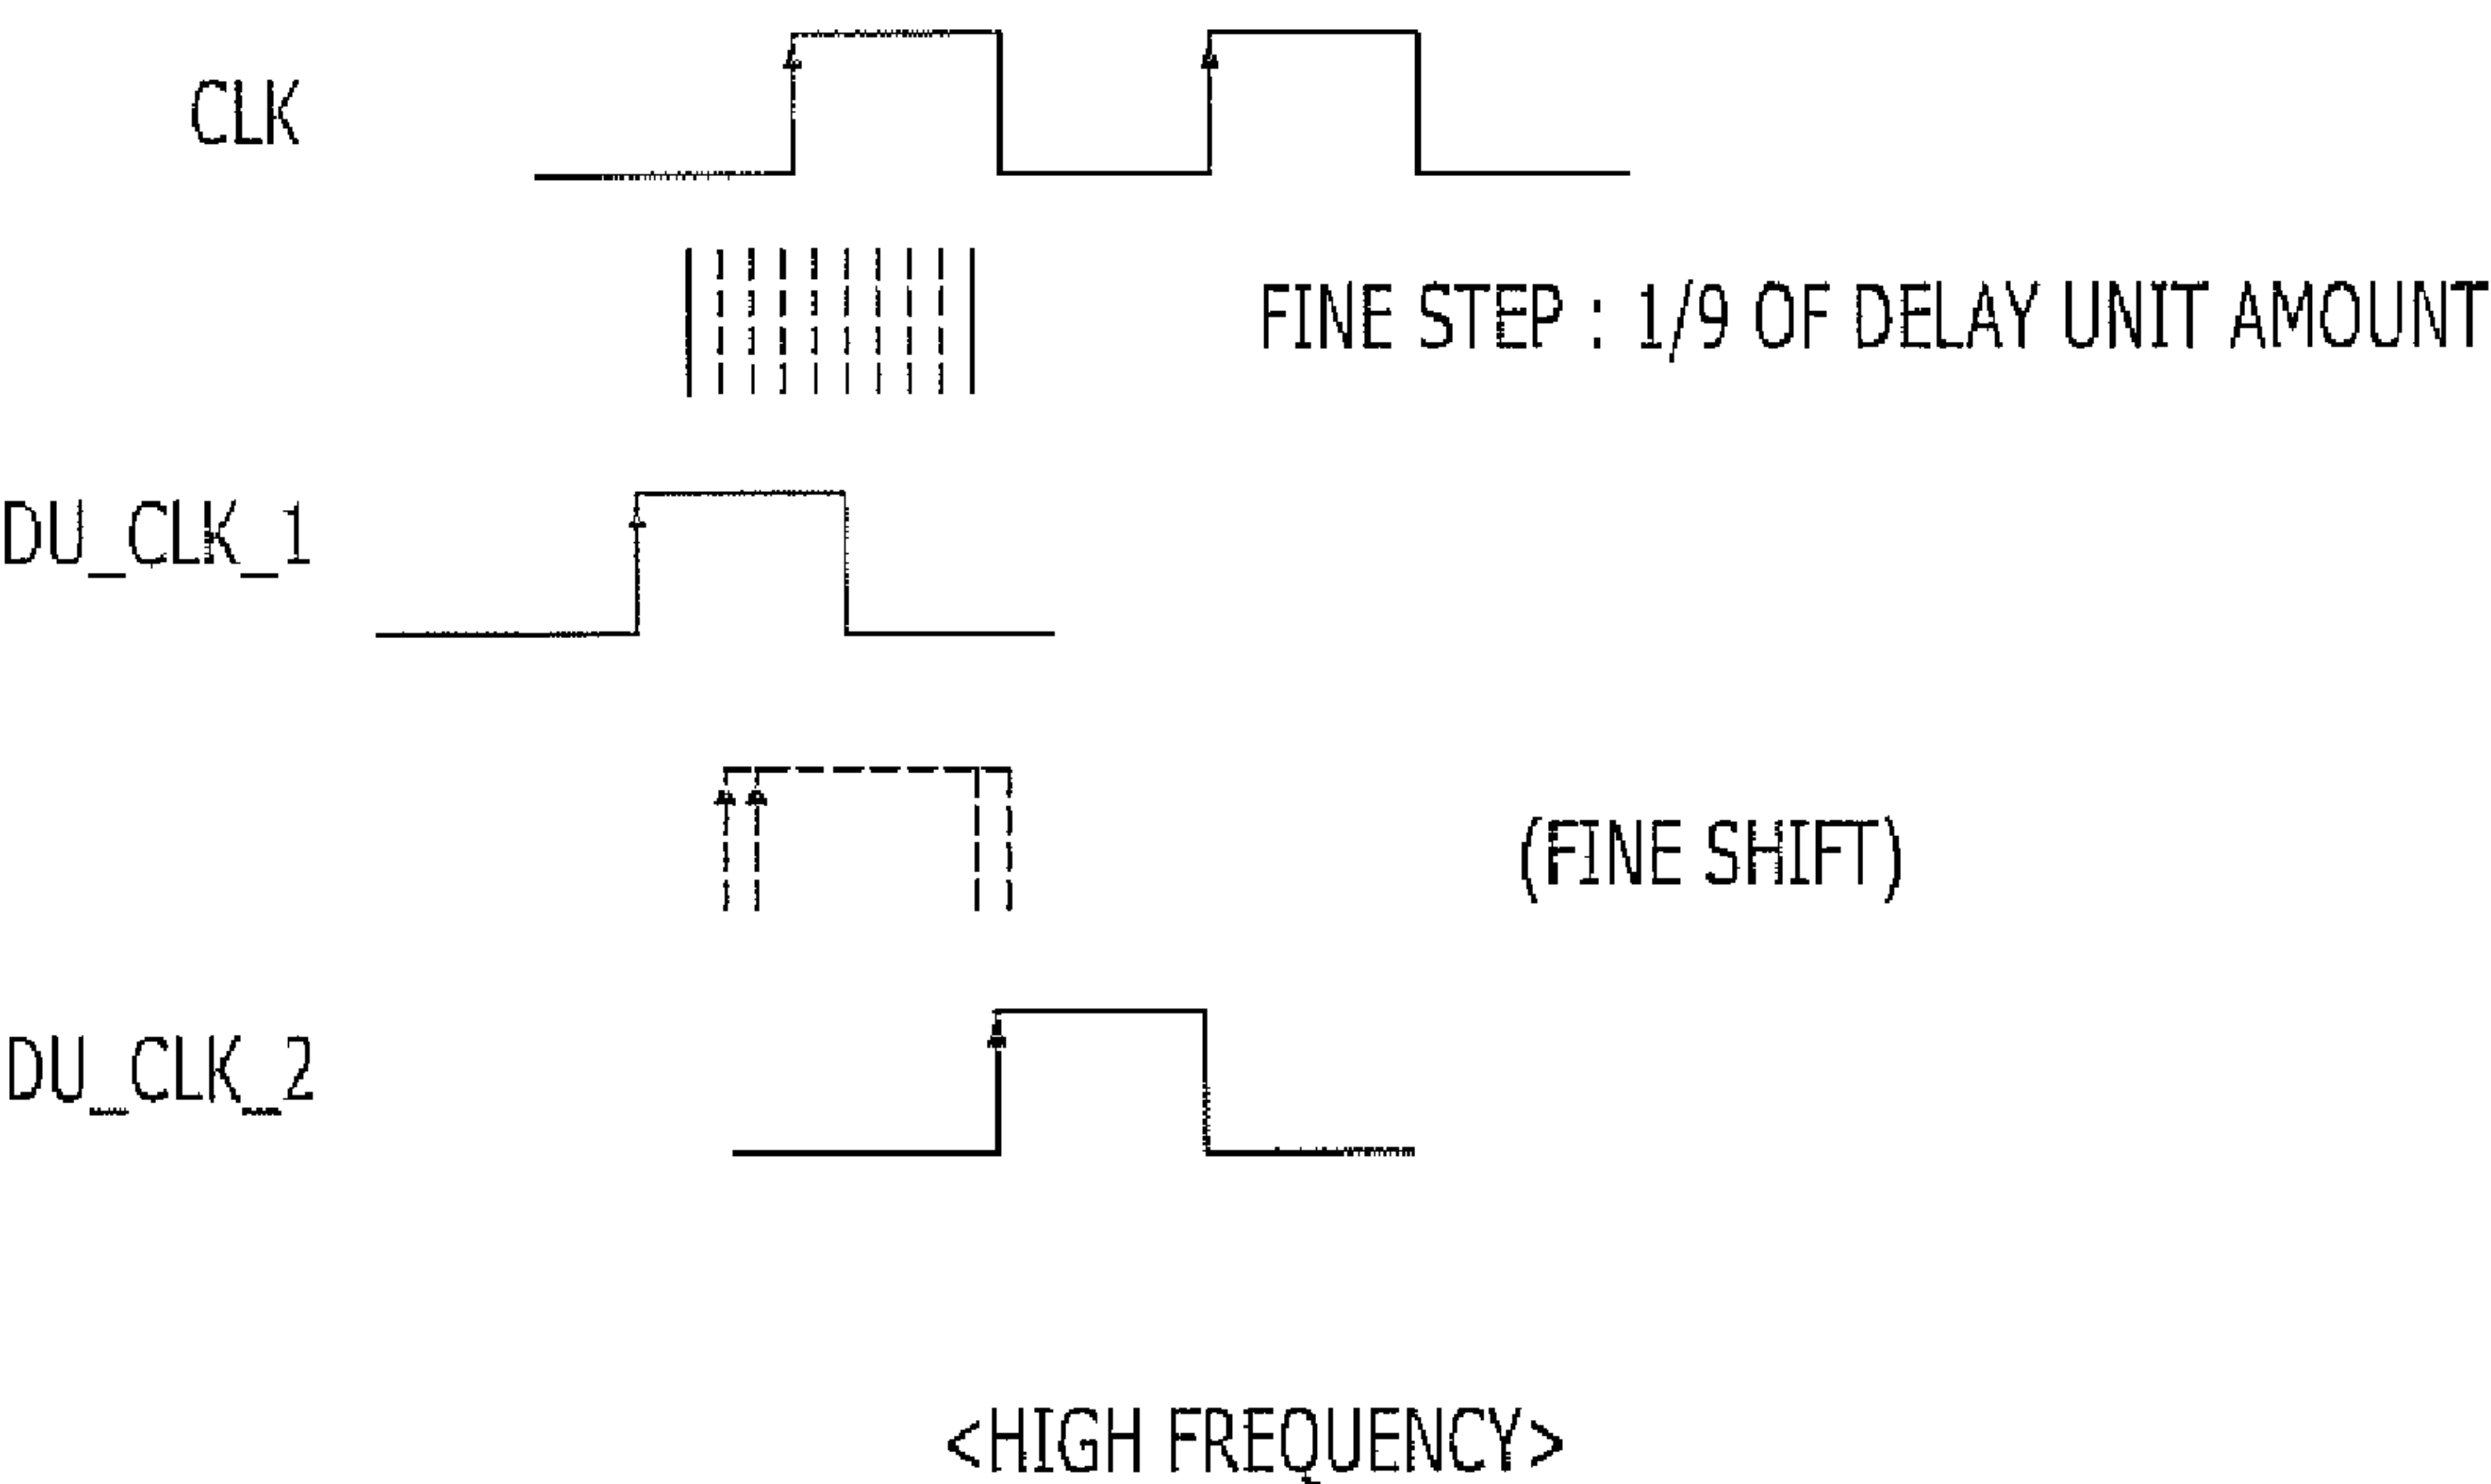 CLK
FINE STEP : 1/9 OF DELAY UNIT AMOUNT
DU_CLK_1
(FINE SHIFT)
DU_CLK_2
<HIGH FREQUENCY>